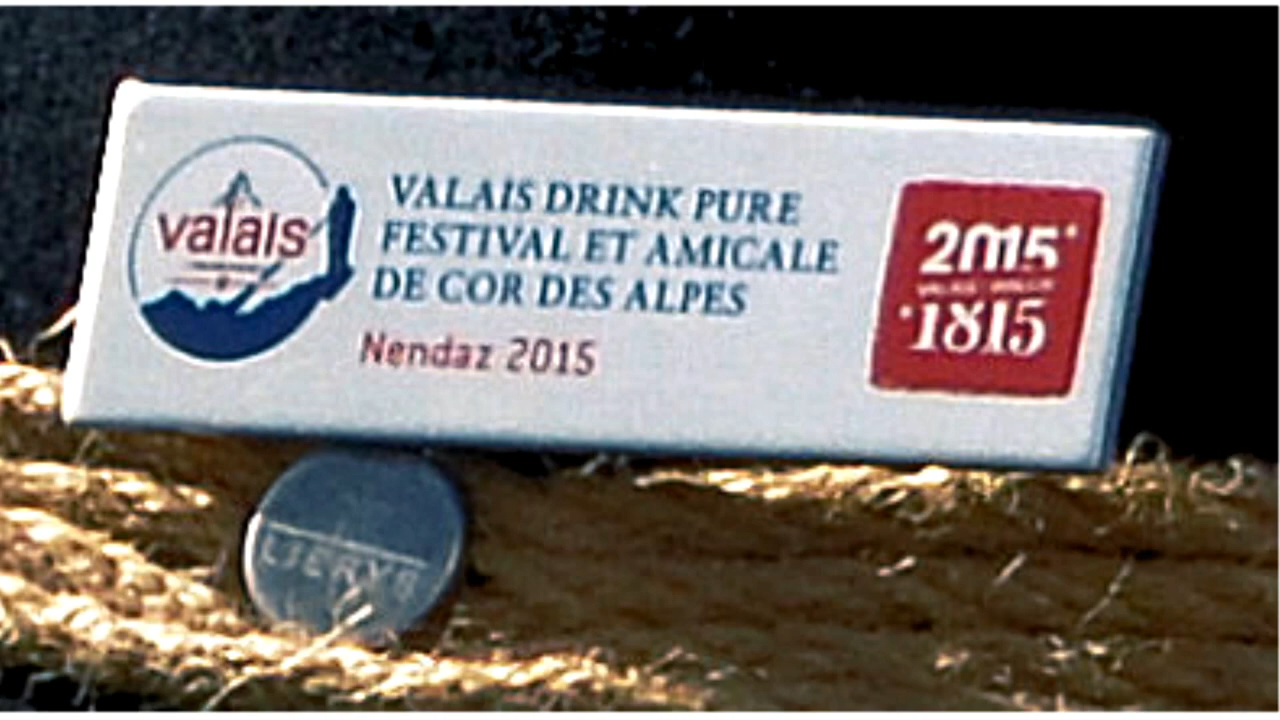 valais
VALAIS DRINK PURE
FESTIVAL ET AMICALE
DE COR DES ALPES
Nendaz 2015
2015
1815